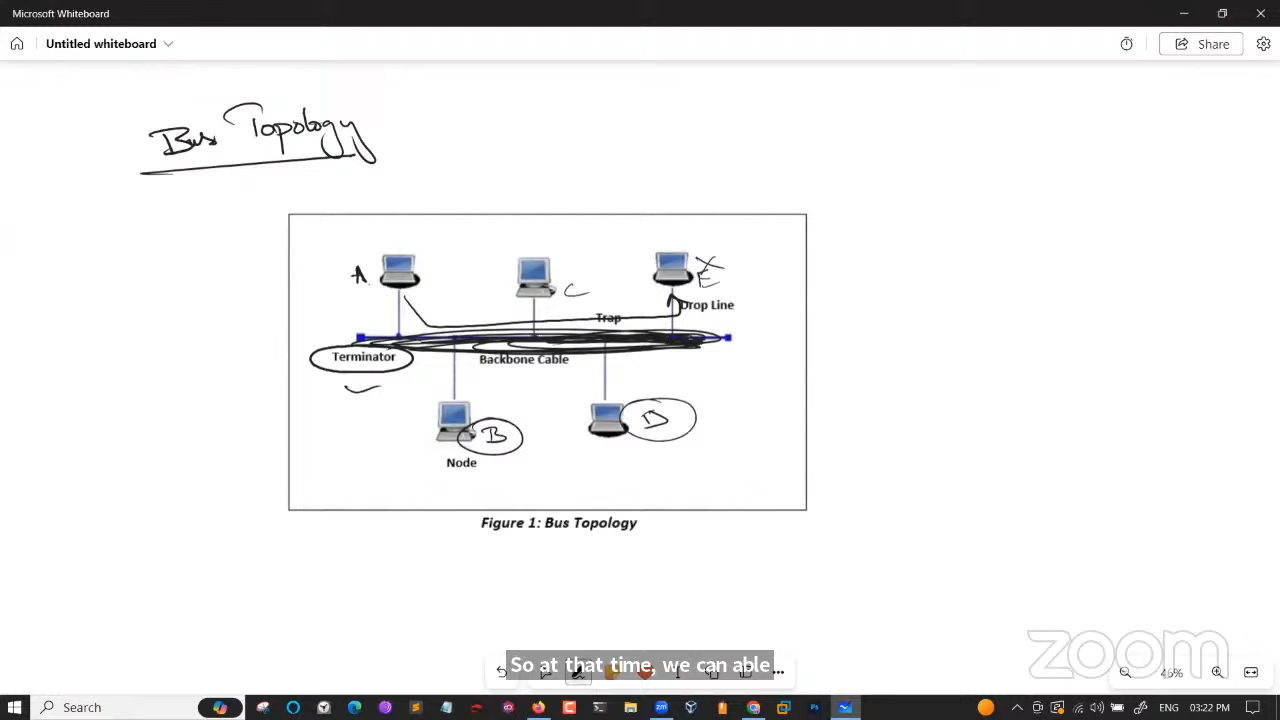 Microsoft Whiteboard
Untitled whiteboard
Share
Bus Topology
A
C
E
Drop Line
Trap
Terminator
Backbone Cable
B
D
Node
Figure 1: Bus Topology
zoom
So at that time, we can able
46%
Search
ENG 03:22 PM